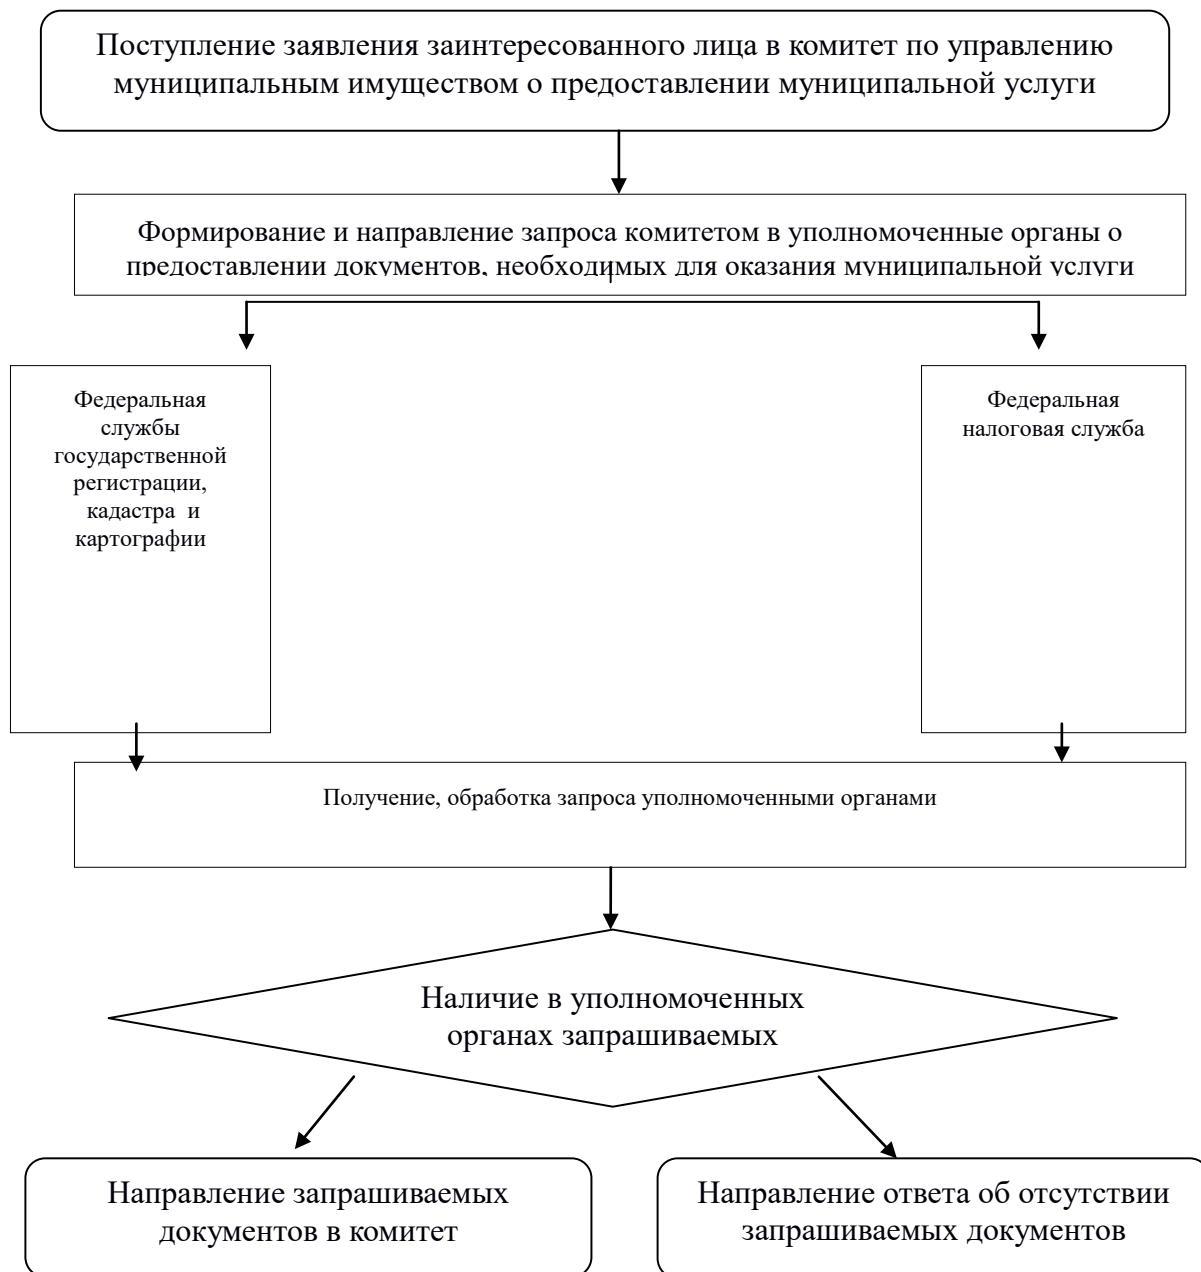 Поступление заявления заинтересованного лица в комитет по управлению
муниципальным имуществом о предоставлении муниципальной услуги
Формирование и направление запроса комитетом в уполномоченные органы о
предоставлении документов, необходимых для оказания муниципальной услуги
Федеральная
службы
государственной
регистрации,
кадастра и
картографии
Федеральная
налоговая служба
Получение, обработка запроса уполномоченными органами
Наличие в уполномоченных
органах запрашиваемых
Направление запрашиваемых
документов в комитет
Направление ответа об отсутствии
запрашиваемых документов